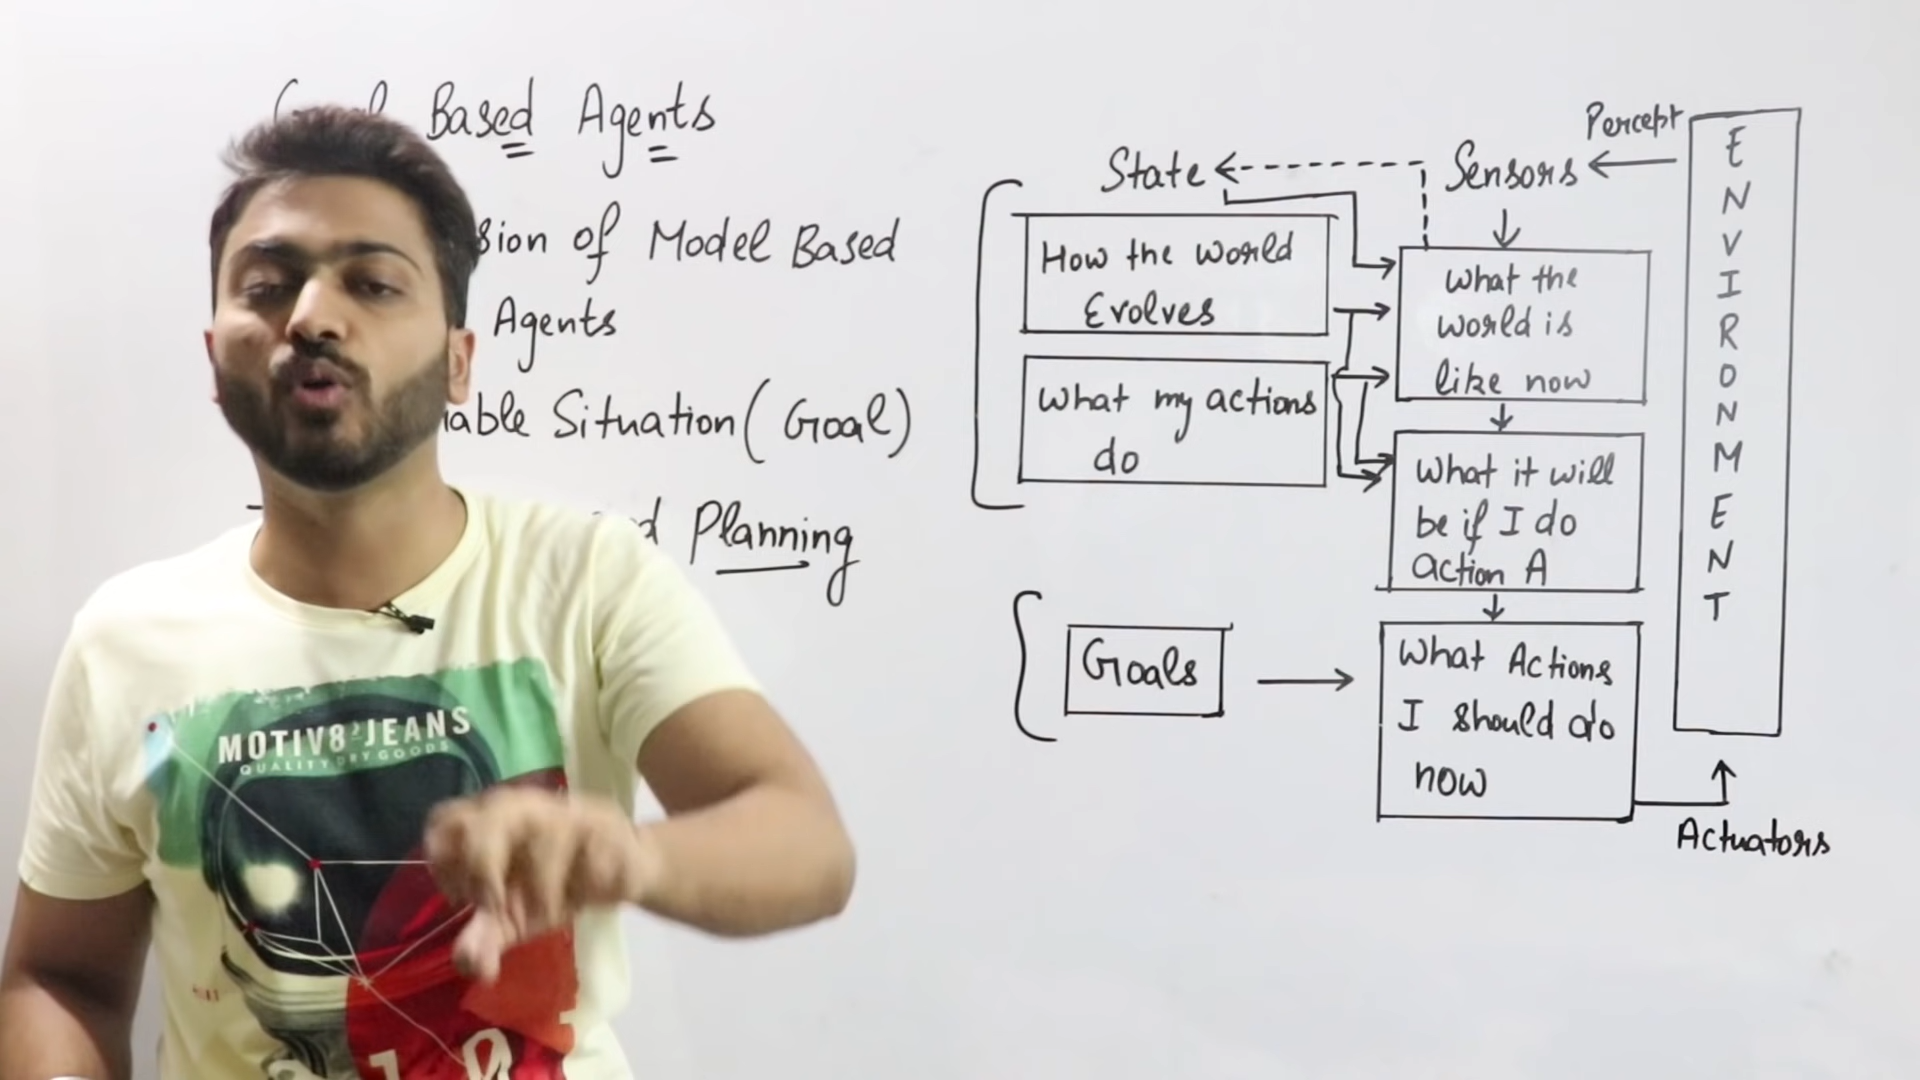 Based Agents
of Model Based
Agents
Situation (Goal)
Planning
Percept
State
Sensors
How the World
Evolves
What my actions
do
What the
world is
like now
What it will
be if I do
action A
Goals
What Actions
I should do
now
Actuators
ENVIRONMENT
MOTIV8 JEANS
QUALITY DRY GOODS